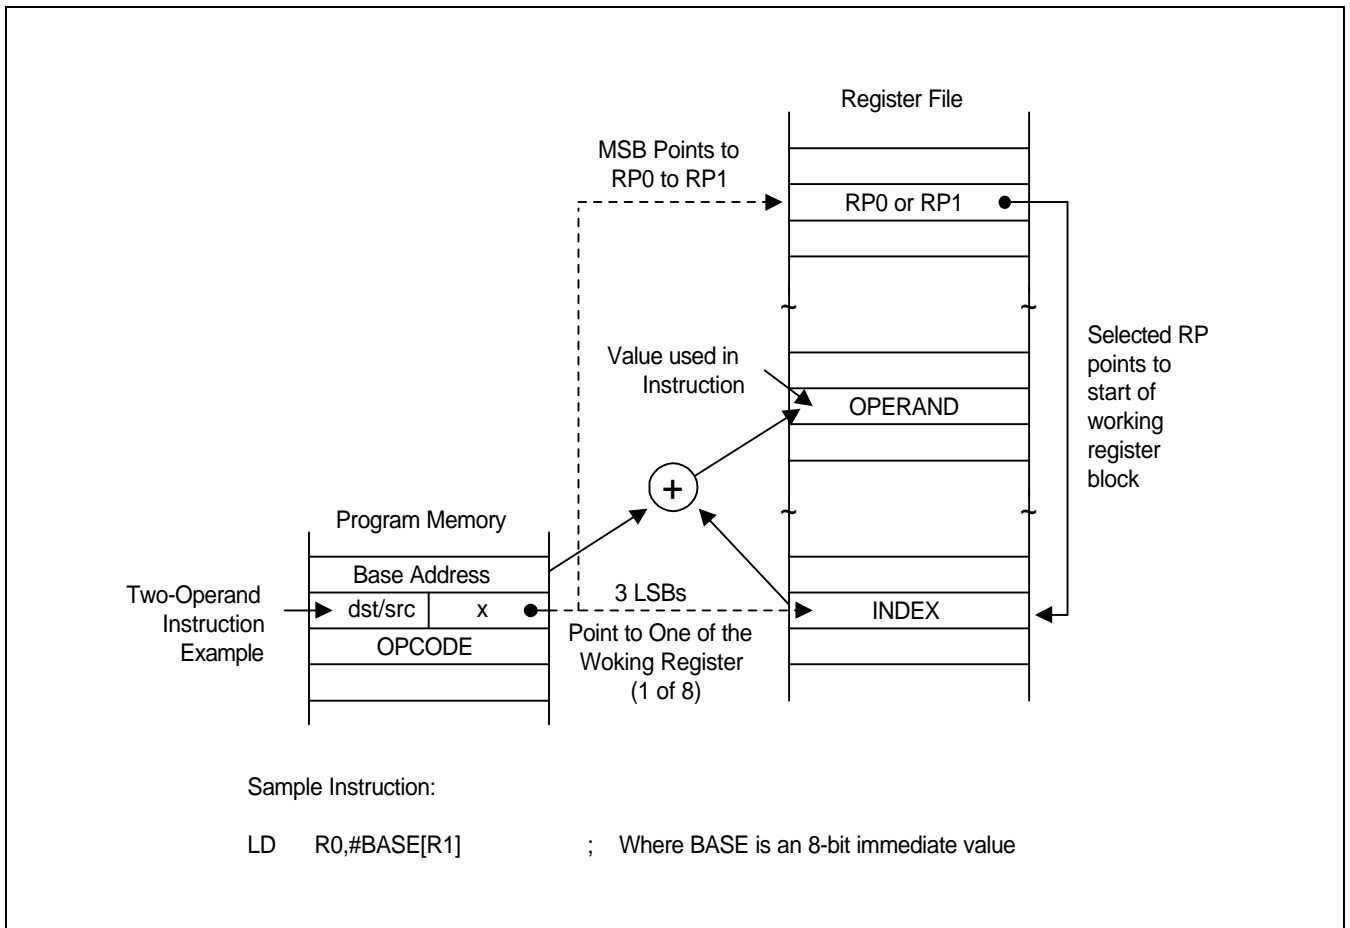 Register File
MSB Points to
RP0 to RP1
RP0 or RP1
Selected RP
points to
start of
working
register
block
Value used in
Instruction
OPERAND
+
Program Memory
Base Address
Two-Operand
Instruction
Example
dst/src x
OPCODE
3 LSBs
Point to One of the
Woking Register
(1 of 8)
INDEX
~ ~
~ ~
Sample Instruction:
LD R0,#BASE[R1] ; Where BASE is an 8-bit immediate value